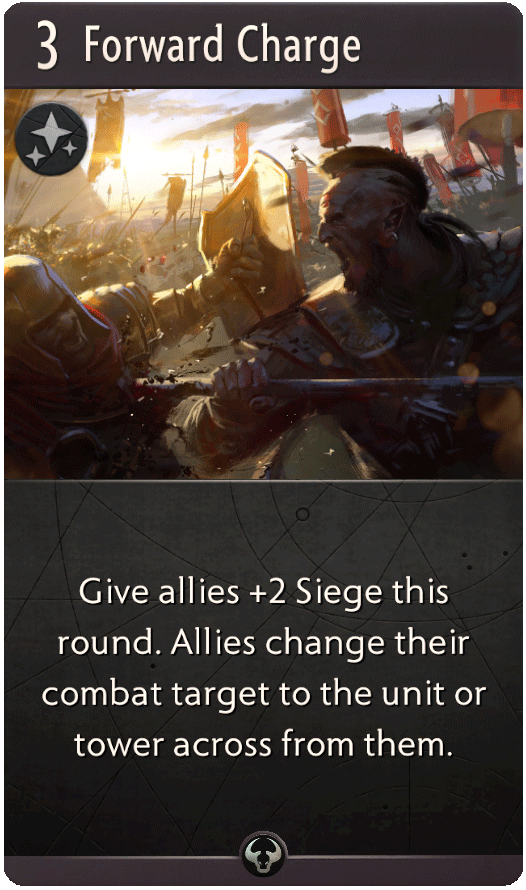 3 Forward Charge
Give allies +2 Siege this
round. Allies change their
combat target to the unit or
tower across from them.